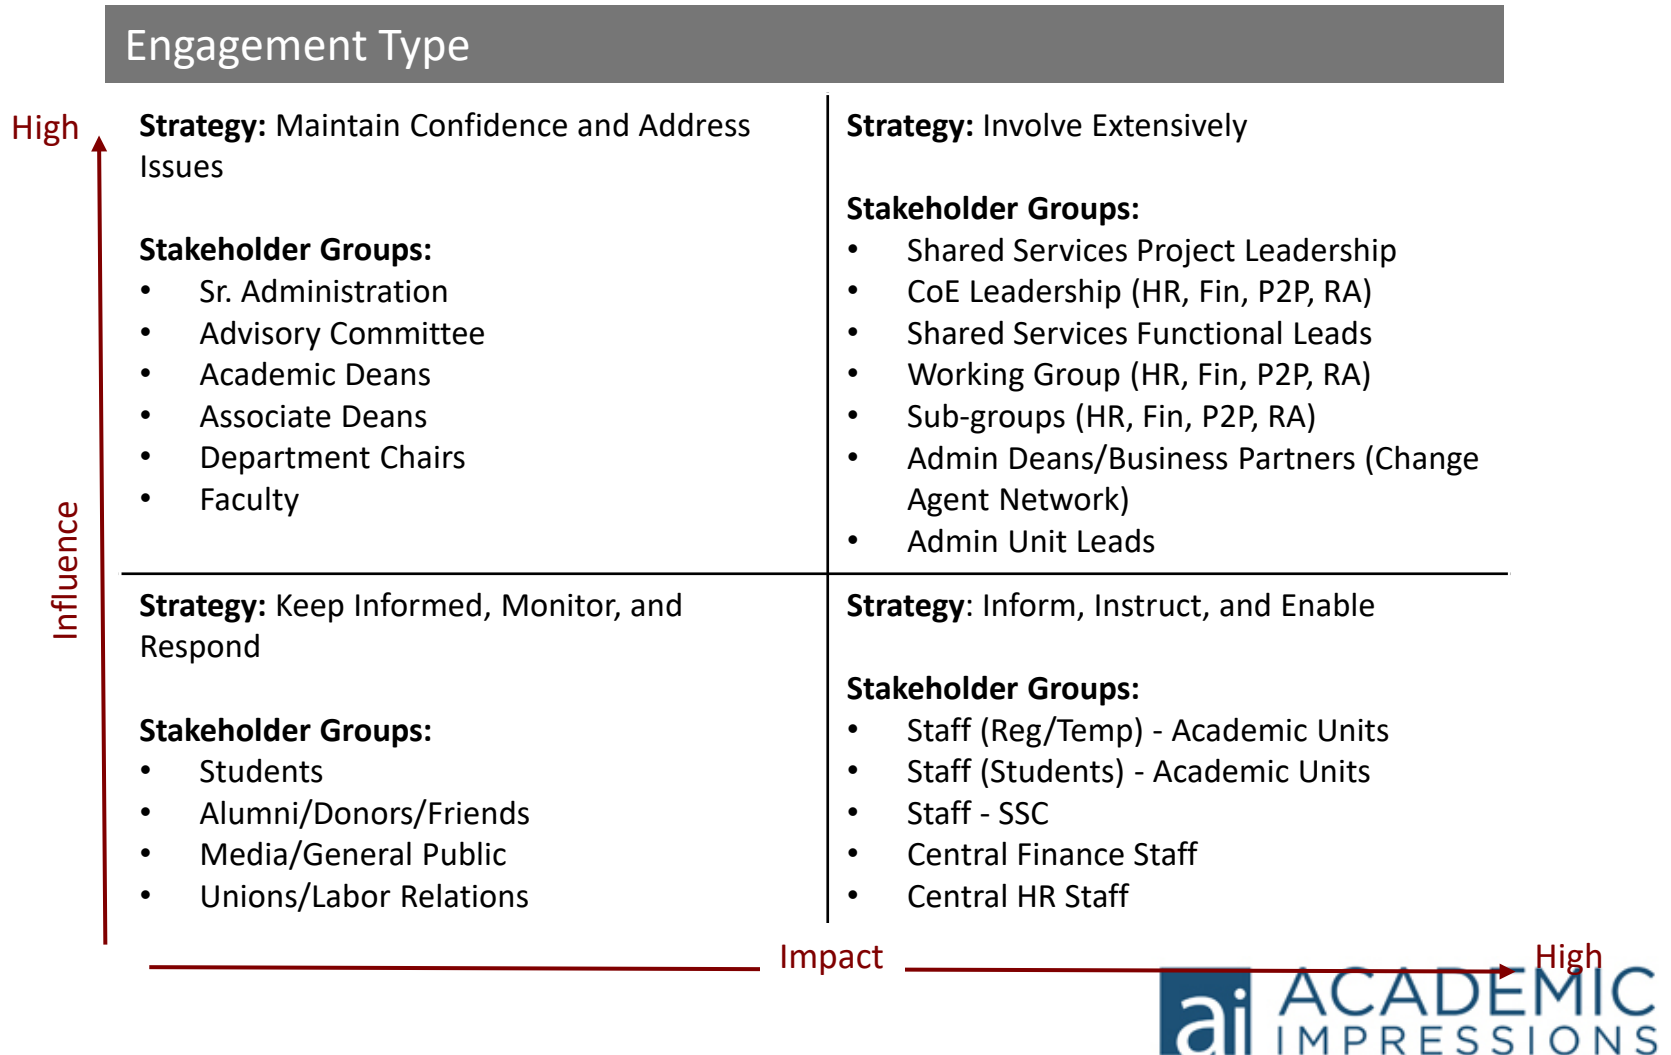 Engagement Type
High
Strategy: Maintain Confidence and Address
Issues
Stakeholder Groups:
• Sr. Administration
• Advisory Committee
• Academic Deans
• Associate Deans
• Department Chairs
• Faculty
Strategy: Involve Extensively
Stakeholder Groups:
• Shared Services Project Leadership
• CoE Leadership (HR, Fin, P2P, RA)
• Shared Services Functional Leads
• Working Group (HR, Fin, P2P, RA)
• Sub-groups (HR, Fin, P2P, RA)
• Admin Deans/Business Partners (Change
Agent Network)
• Admin Unit Leads
Influence
Strategy: Keep Informed, Monitor, and
Respond
Stakeholder Groups:
• Students
• Alumni/Donors/Friends
• Media/General Public
• Unions/Labor Relations
Strategy: Inform, Instruct, and Enable
Stakeholder Groups:
• Staff (Reg/Temp) - Academic Units
• Staff (Students) - Academic Units
• Staff - SSC
• Central Finance Staff
• Central HR Staff
Impact
High
ai
ACADEMIC
IMPRESSIONS